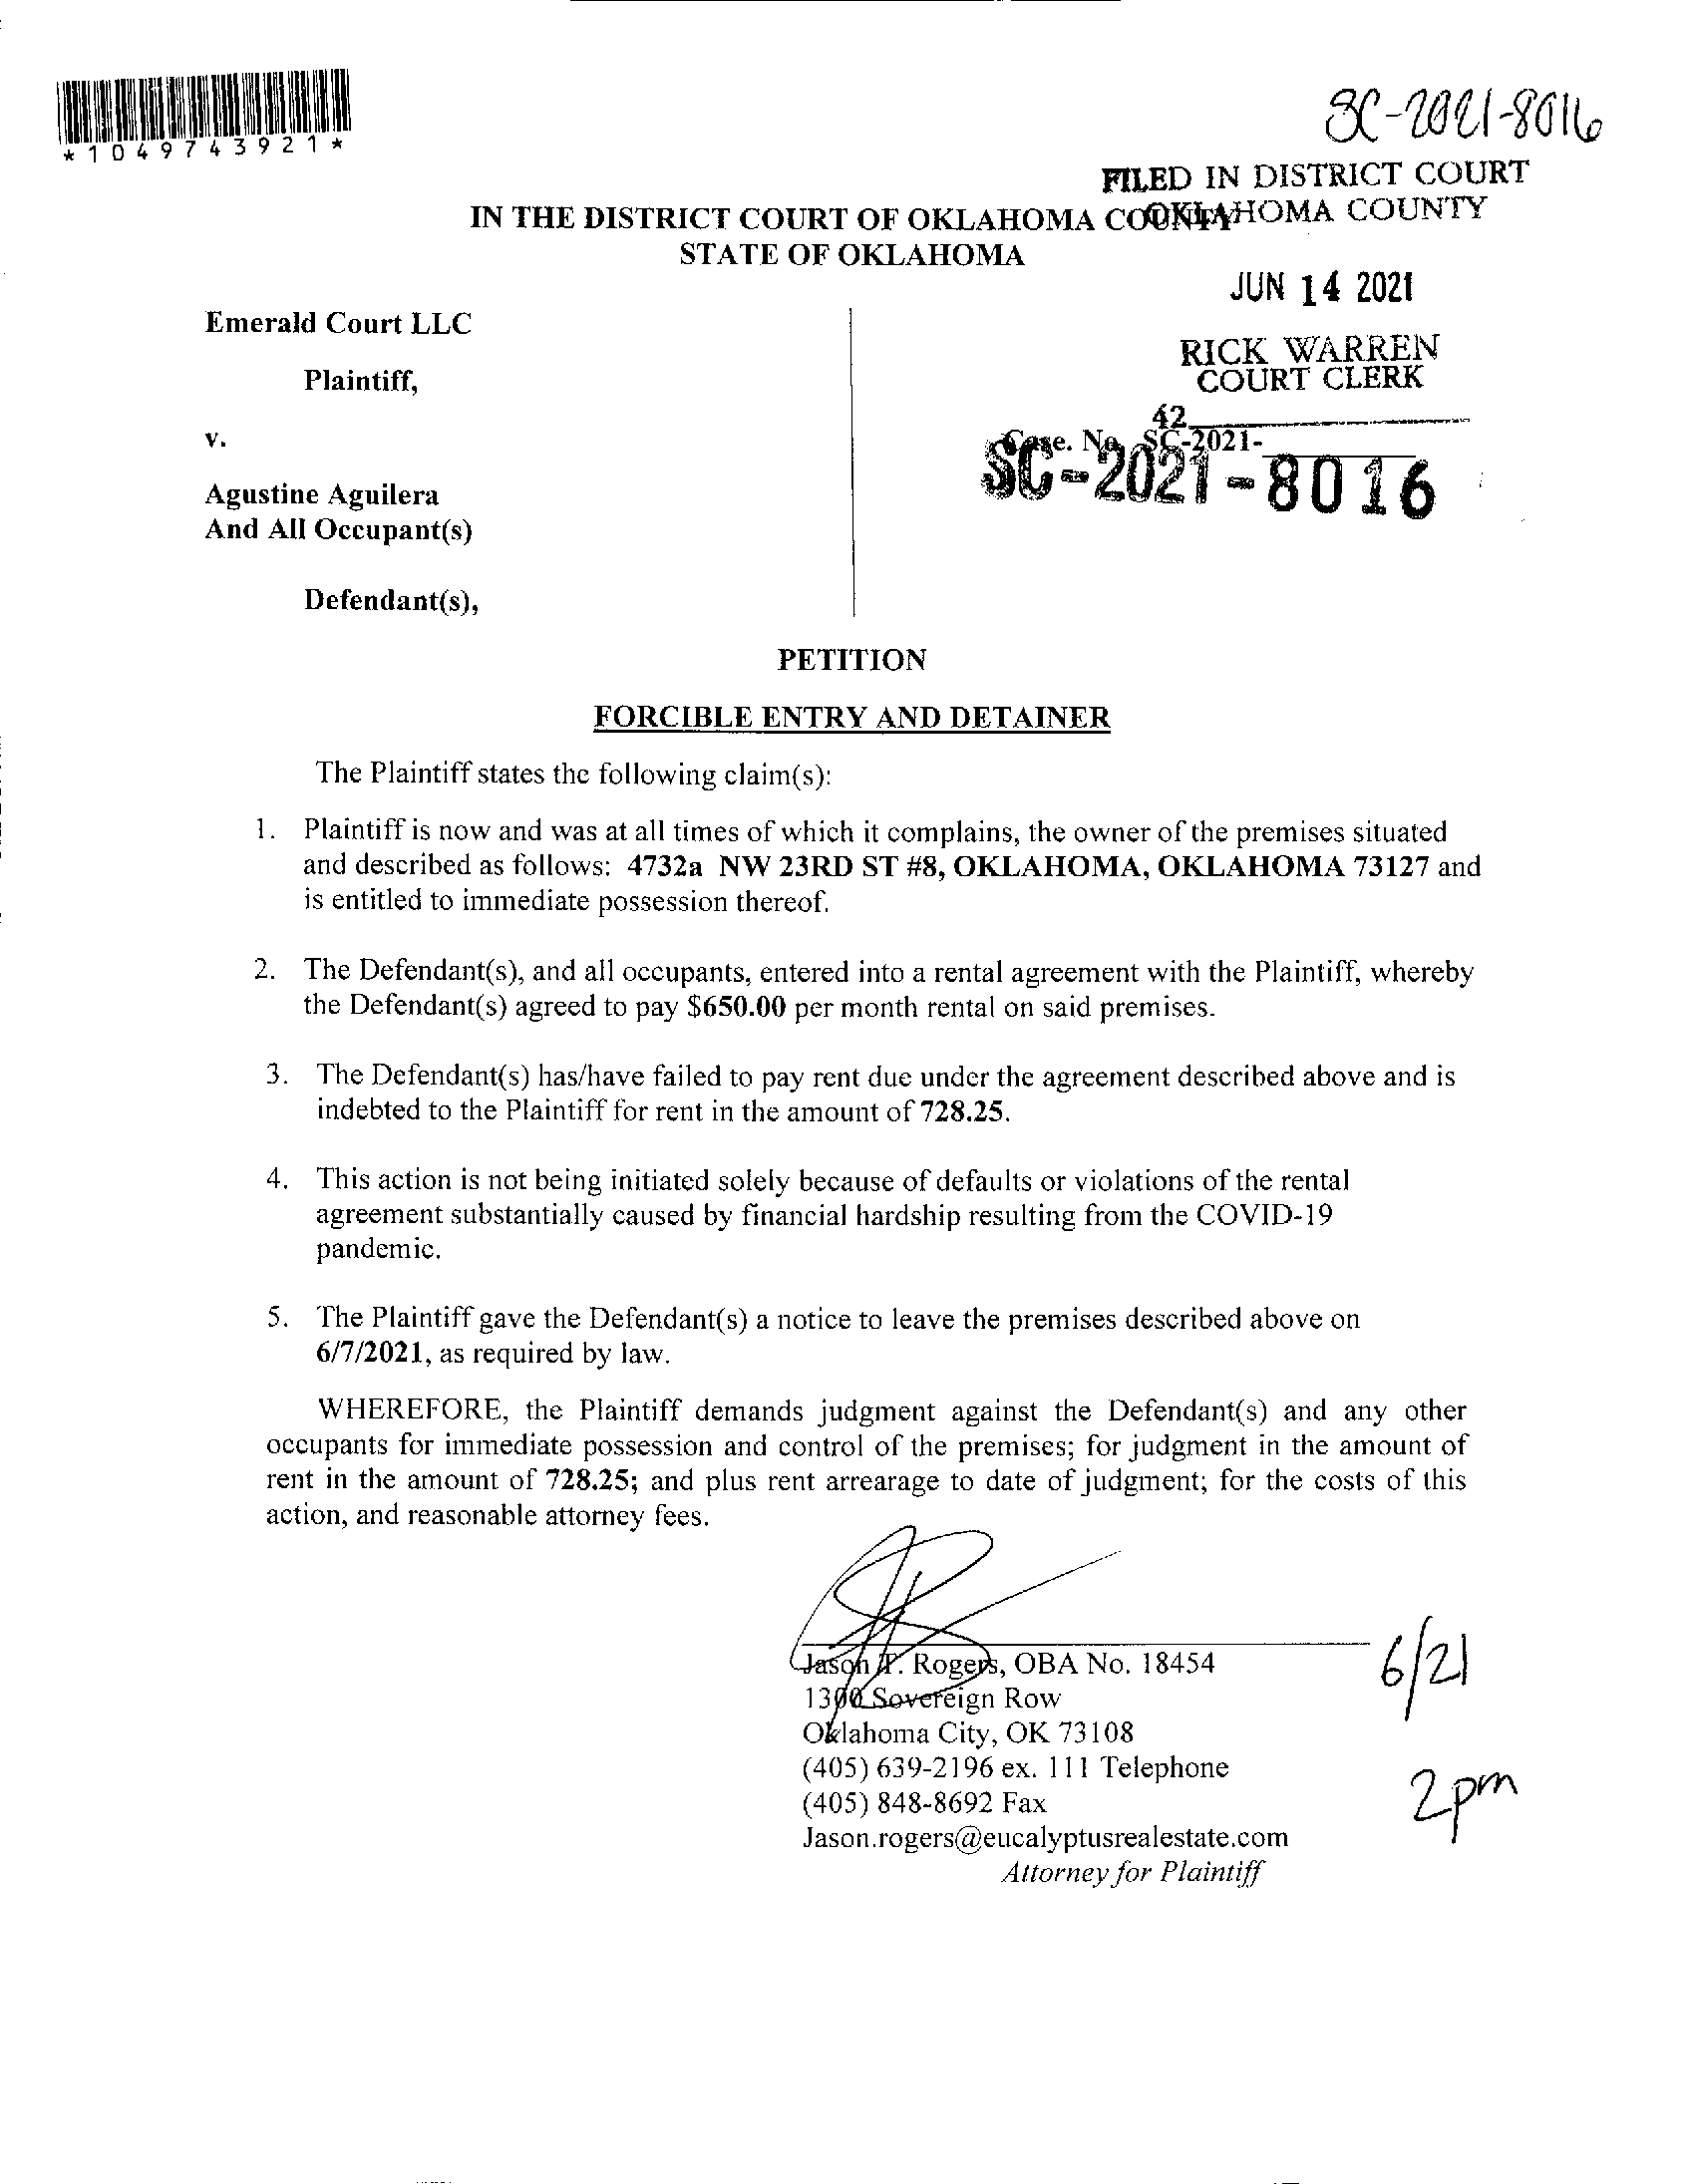 *1049743921*
SC-2021-8016
FILED IN DISTRICT COURT
OKLAHOMA COUNTY
IN THE DISTRICT COURT OF OKLAHOMA COUNTY
STATE OF OKLAHOMA
JUN 14 2021
Emerald Court LLC
RICK WARREN
COURT CLERK
Plaintiff,
42
v.
Case. No. SC-2021-
SC-2021-8016
Agustine Aguilera
And All Occupant(s)
Defendant(s),
PETITION
FORCIBLE ENTRY AND DETAINER
The Plaintiff states the following claim(s):
1. Plaintiff is now and was at all times of which it complains, the owner of the premises situated
and described as follows: 4732a NW 23RD ST #8, OKLAHOMA, OKLAHOMA 73127 and
is entitled to immediate possession thereof.
2. The Defendant(s), and all occupants, entered into a rental agreement with the Plaintiff, whereby
the Defendant(s) agreed to pay $650.00 per month rental on said premises.
3. The Defendant(s) has/have failed to pay rent due under the agreement described above and is
indebted to the Plaintiff for rent in the amount of 728.25.
4. This action is not being initiated solely because of defaults or violations of the rental
agreement substantially caused by financial hardship resulting from the COVID-19
pandemic.
5. The Plaintiff gave the Defendant(s) a notice to leave the premises described above on
6/7/2021, as required by law.
WHEREFORE, the Plaintiff demands judgment against the Defendant(s) and any other
occupants for immediate possession and control of the premises; for judgment in the amount of
rent in the amount of 728.25; and plus rent arrearage to date of judgment; for the costs of this
action, and reasonable attorney fees.
Jason T. Rogers, OBA No. 18454
1300 Sovereign Row
Oklahoma City, OK 73108
(405) 639-2196 ex. 111 Telephone
(405) 848-8692 Fax
Jason.rogers@eucalyptusrealestate.com
Attorney for Plaintiff
6/21
2pm